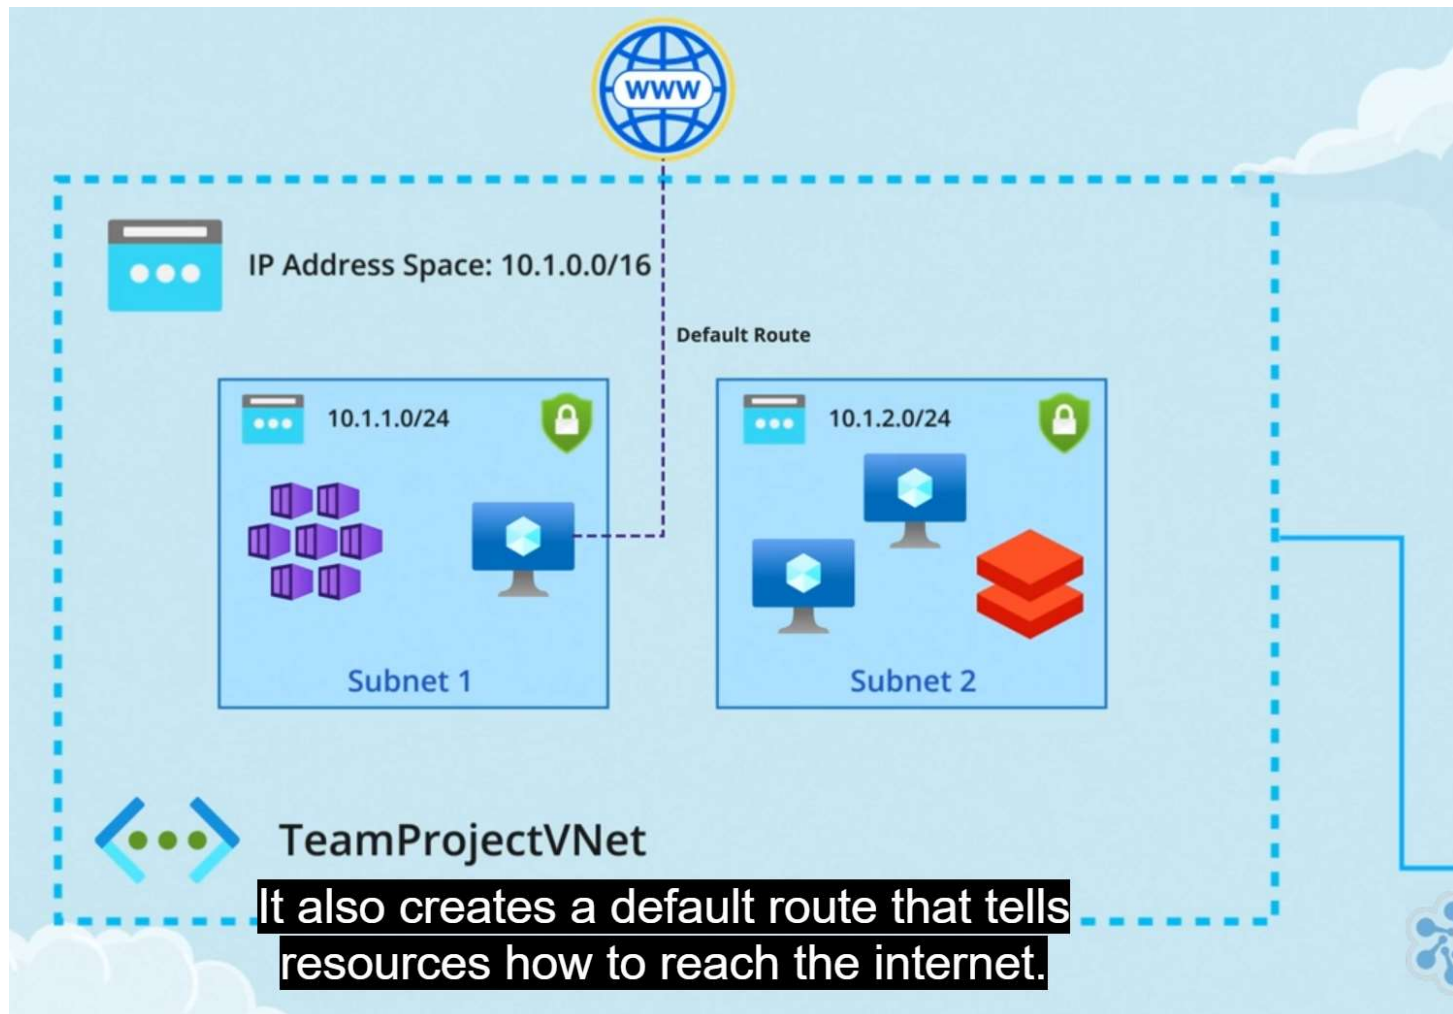 WWW
IP Address Space: 10.1.0.0/16
Default Route
10.1.1.0/24
10.1.2.0/24
Subnet 1
Subnet 2
TeamProjectVNet
It also creates a default route that tells
resources how to reach the internet.